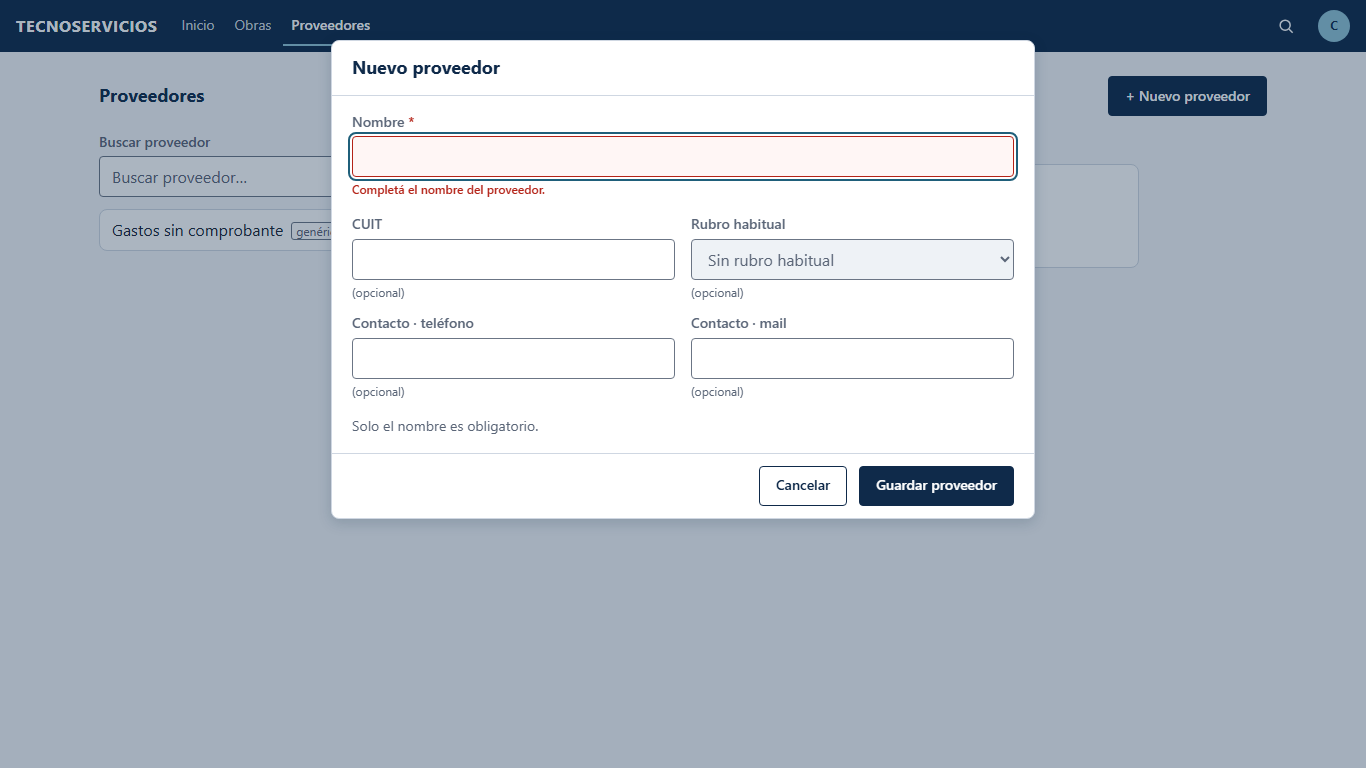 TECNOSERVICIOS Inicio Obras Proveedores C
Proveedores
+ Nuevo proveedor
Buscar proveedor
Buscar proveedor...
Gastos sin comprobante
Nuevo proveedor
Nombre *
Completá el nombre del proveedor.
CUIT
Rubro habitual
Sin rubro habitual
(opcional)
(opcional)
Contacto · teléfono
Contacto · mail
(opcional)
(opcional)
Solo el nombre es obligatorio.
Cancelar
Guardar proveedor